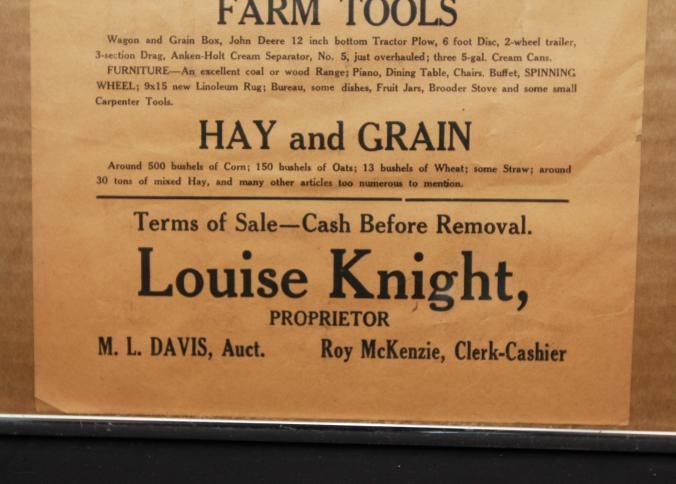 FARM TOOLS
Wagon and Grain Box, John Deere 12 inch bottom Tractor Plow, 6 foot Disc, 2-wheel trailer,
3-section Drag, Anken-Holt Cream Separator, No. 5, just overhauled; three 5-gal. Cream Cans.
FURNITURE—An excellent coal or wood Range; Piano, Dining Table, Chairs. Buffet, SPINNING
WHEEL; 9x15 new Linoleum Rug; Bureau, some dishes, Fruit Jars, Brooder Stove and some small
Carpenter Tools.
HAY and GRAIN
Around 500 bushels of Corn; 150 bushels of Oats; 13 bushels of Wheat; some Straw; around
30 tons of mixed Hay, and many other articles too numerous to mention.
Terms of Sale—Cash Before Removal.
Louise Knight,
PROPRIETOR
M. L. DAVIS, Auct. Roy McKenzie, Clerk-Cashier